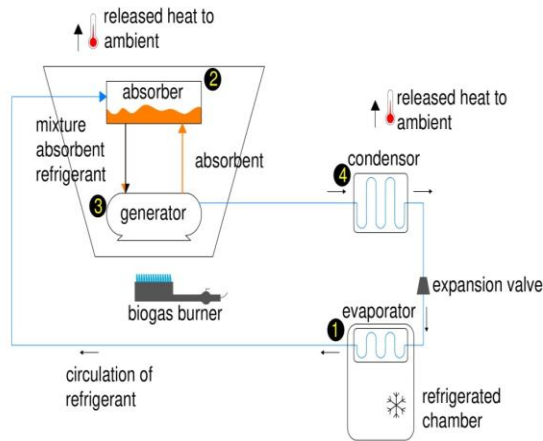 released heat to
ambient
2
absorber
mixture
absorbent
refrigerant
absorbent
3
generator
biogas burner
released heat to
ambient
condensor
4
expansion valve
evaporator
1
circulation of
refrigerant
refrigerated
chamber